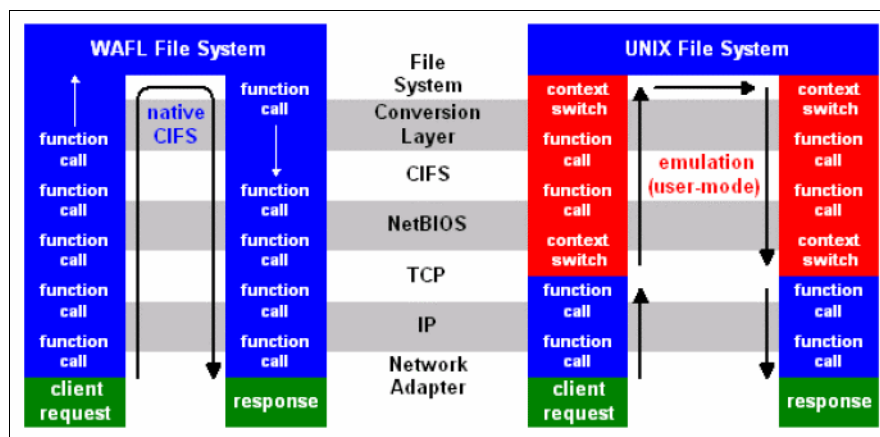 WAFL File System
function
call
function
call
function
call
function
call
function
call
client
request
native
CIFS
function
call
function
call
function
call
function
call
function
call
response
File
System
Conversion
Layer
CIFS
NetBIOS
TCP
IP
Network
Adapter
UNIX File System
context
switch
function
call
function
call
context
switch
function
call
function
call
client
request
emulation
(user-mode)
context
switch
function
call
function
call
context
switch
function
call
function
call
response